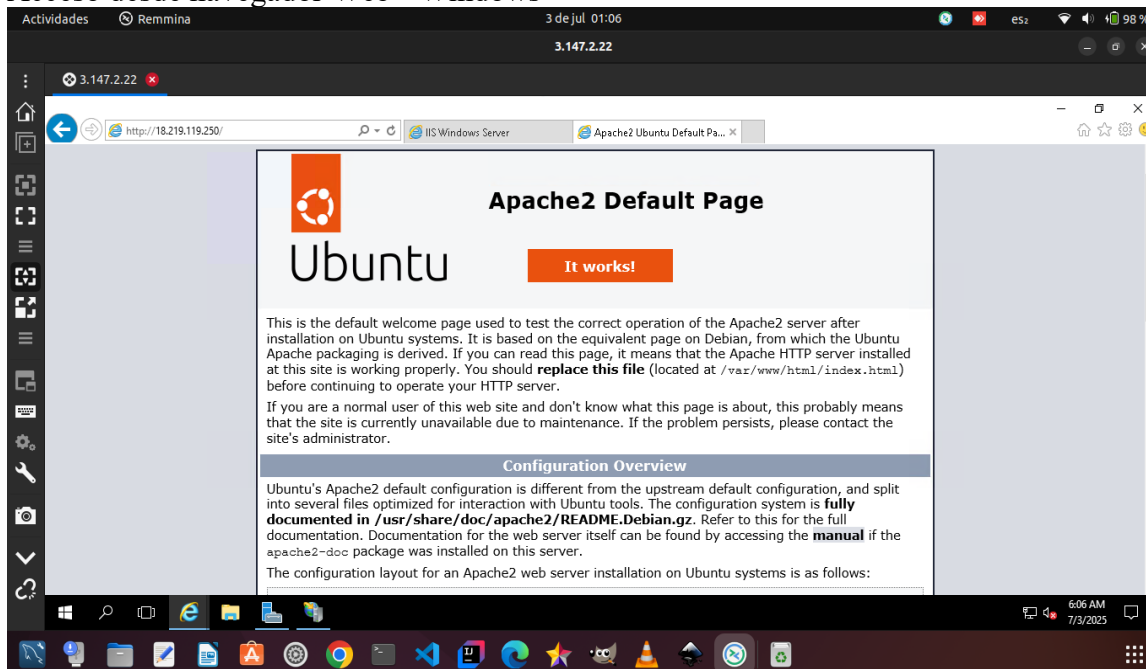 Acceso desde navegador Web - Windows
Actividades Remmina 3 de jul 01:06 es₂ 98 %
3.147.2.22
3.147.2.22
http://18.219.119.250/ IIS Windows Server Apache2 Ubuntu Default Pa...
Apache2 Default Page
Ubuntu
It works!
This is the default welcome page used to test the correct operation of the Apache2 server after
installation on Ubuntu systems. It is based on the equivalent page on Debian, from which the Ubuntu
Apache packaging is derived. If you can read this page, it means that the Apache HTTP server installed
at this site is working properly. You should replace this file (located at /var/www/html/index.html)
before continuing to operate your HTTP server.
If you are a normal user of this web site and don't know what this page is about, this probably means
that the site is currently unavailable due to maintenance. If the problem persists, please contact the
site's administrator.
Configuration Overview
Ubuntu's Apache2 default configuration is different from the upstream default configuration, and split
into several files optimized for interaction with Ubuntu tools. The configuration system is fully
documented in /usr/share/doc/apache2/README.Debian.gz. Refer to this for the full
documentation. Documentation for the web server itself can be found by accessing the manual if the
apache2-doc package was installed on this server.
The configuration layout for an Apache2 web server installation on Ubuntu systems is as follows:
6:06 AM
7/3/2025